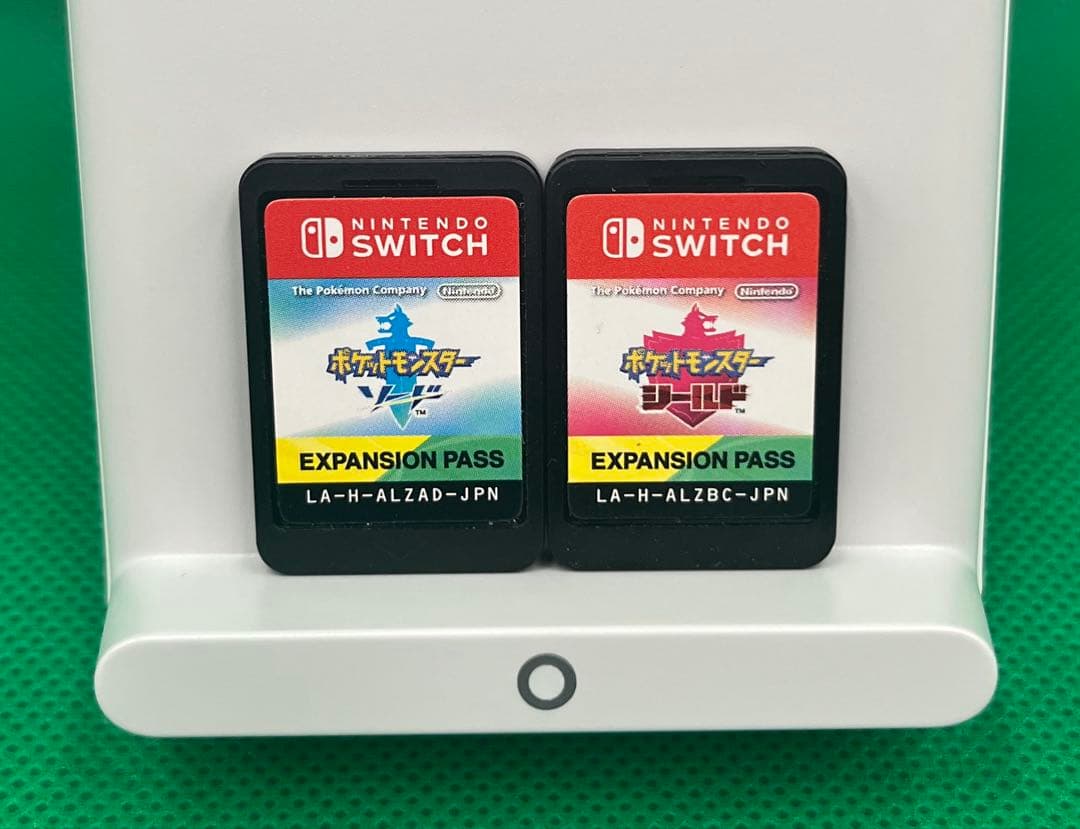 NINTENDO
SWITCH
The Pokémon Company Nintendo
ポケットモンスター
ソード
TM
EXPANSION PASS
LA-H-ALZAD-JPN
NINTENDO
SWITCH
The Pokémon Company Nintendo
ポケットモンスター
シールド
TM
EXPANSION PASS
LA-H-ALZBC-JPN